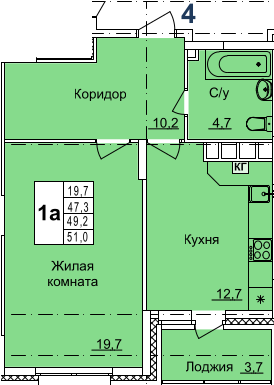 4
Коридор
С/у
10,2
4,7
КГ
1а
19,7
47,3
49,2
51,0
Кухня
Жилая
комната
12,7
19,7
Лоджия 3,7